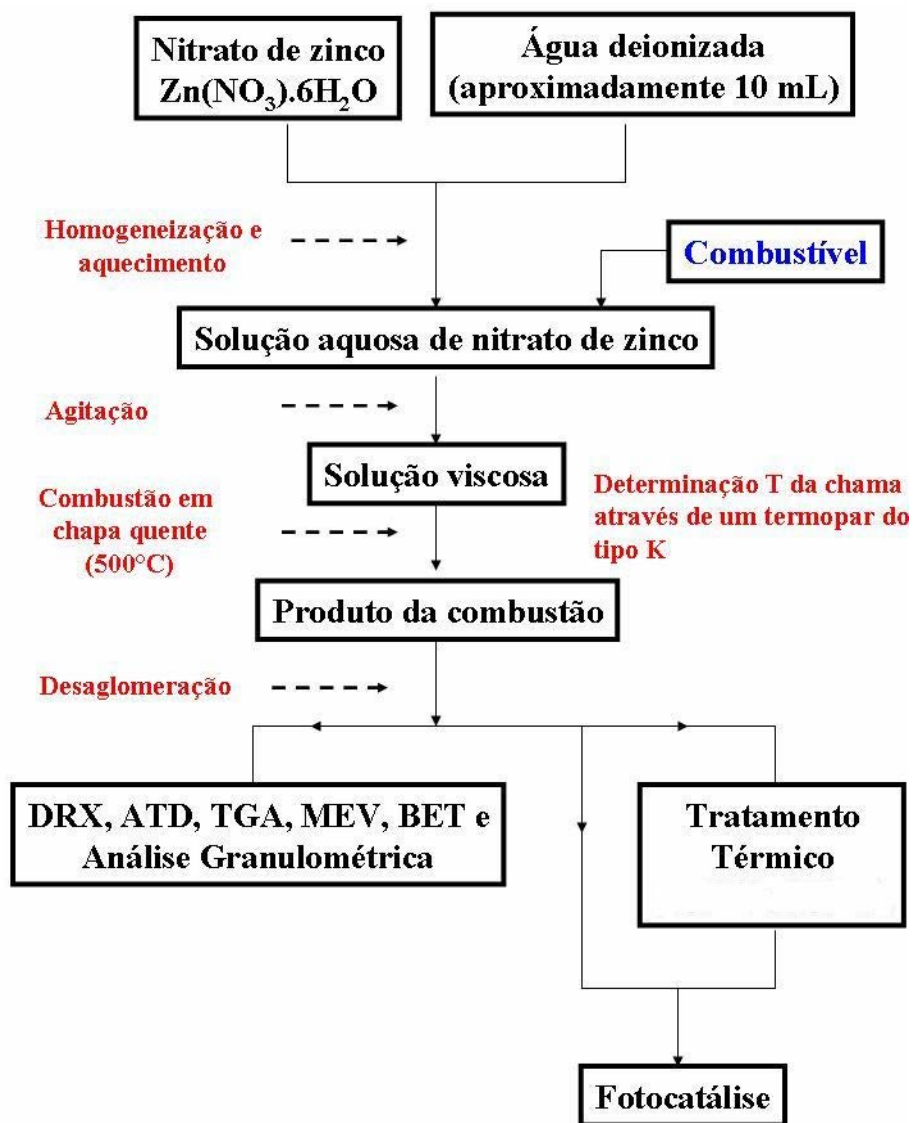 Nitrato de zinco
Zn(NO₃).6H₂O
Água deionizada
(aproximadamente 10 mL)
Homogeneização e
aquecimento
Combustível
Solução aquosa de nitrato de zinco
Agitação
Solução viscosa
Combustão em
chapa quente
(500°C)
Determinação T da chama
através de um termopar do
tipo K
Produto da combustão
Desaglomeração
DRX, ATD, TGA, MEV, BET e
Análise Granulométrica
Tratamento
Térmico
Fotocatálise